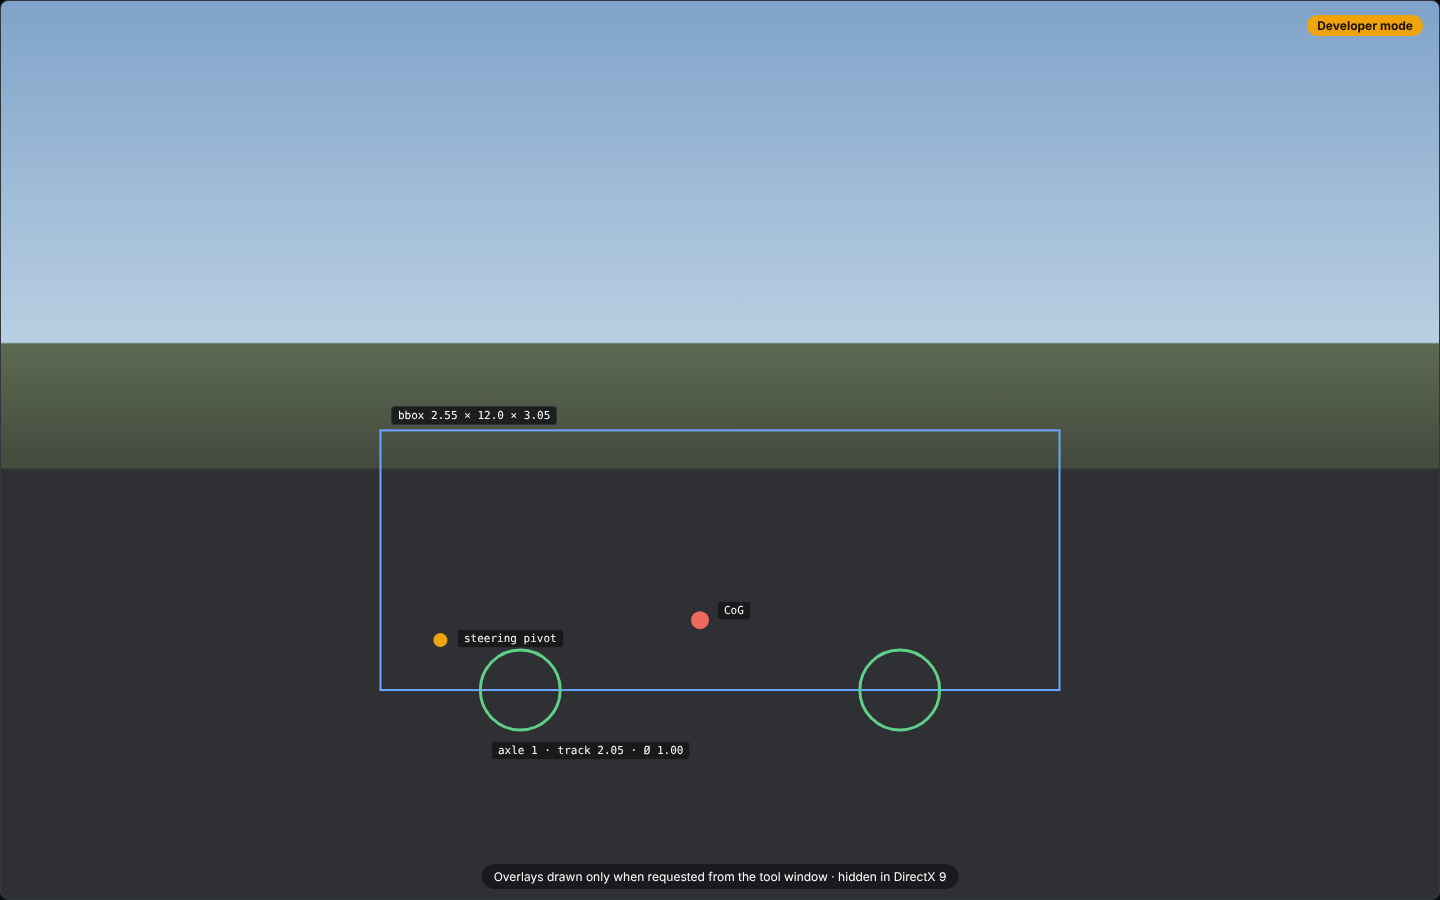 Developer mode
bbox 2.55 × 12.0 × 3.05
CoG
steering pivot
axle 1 · track 2.05 · Ø 1.00
Overlays drawn only when requested from the tool window · hidden in DirectX 9